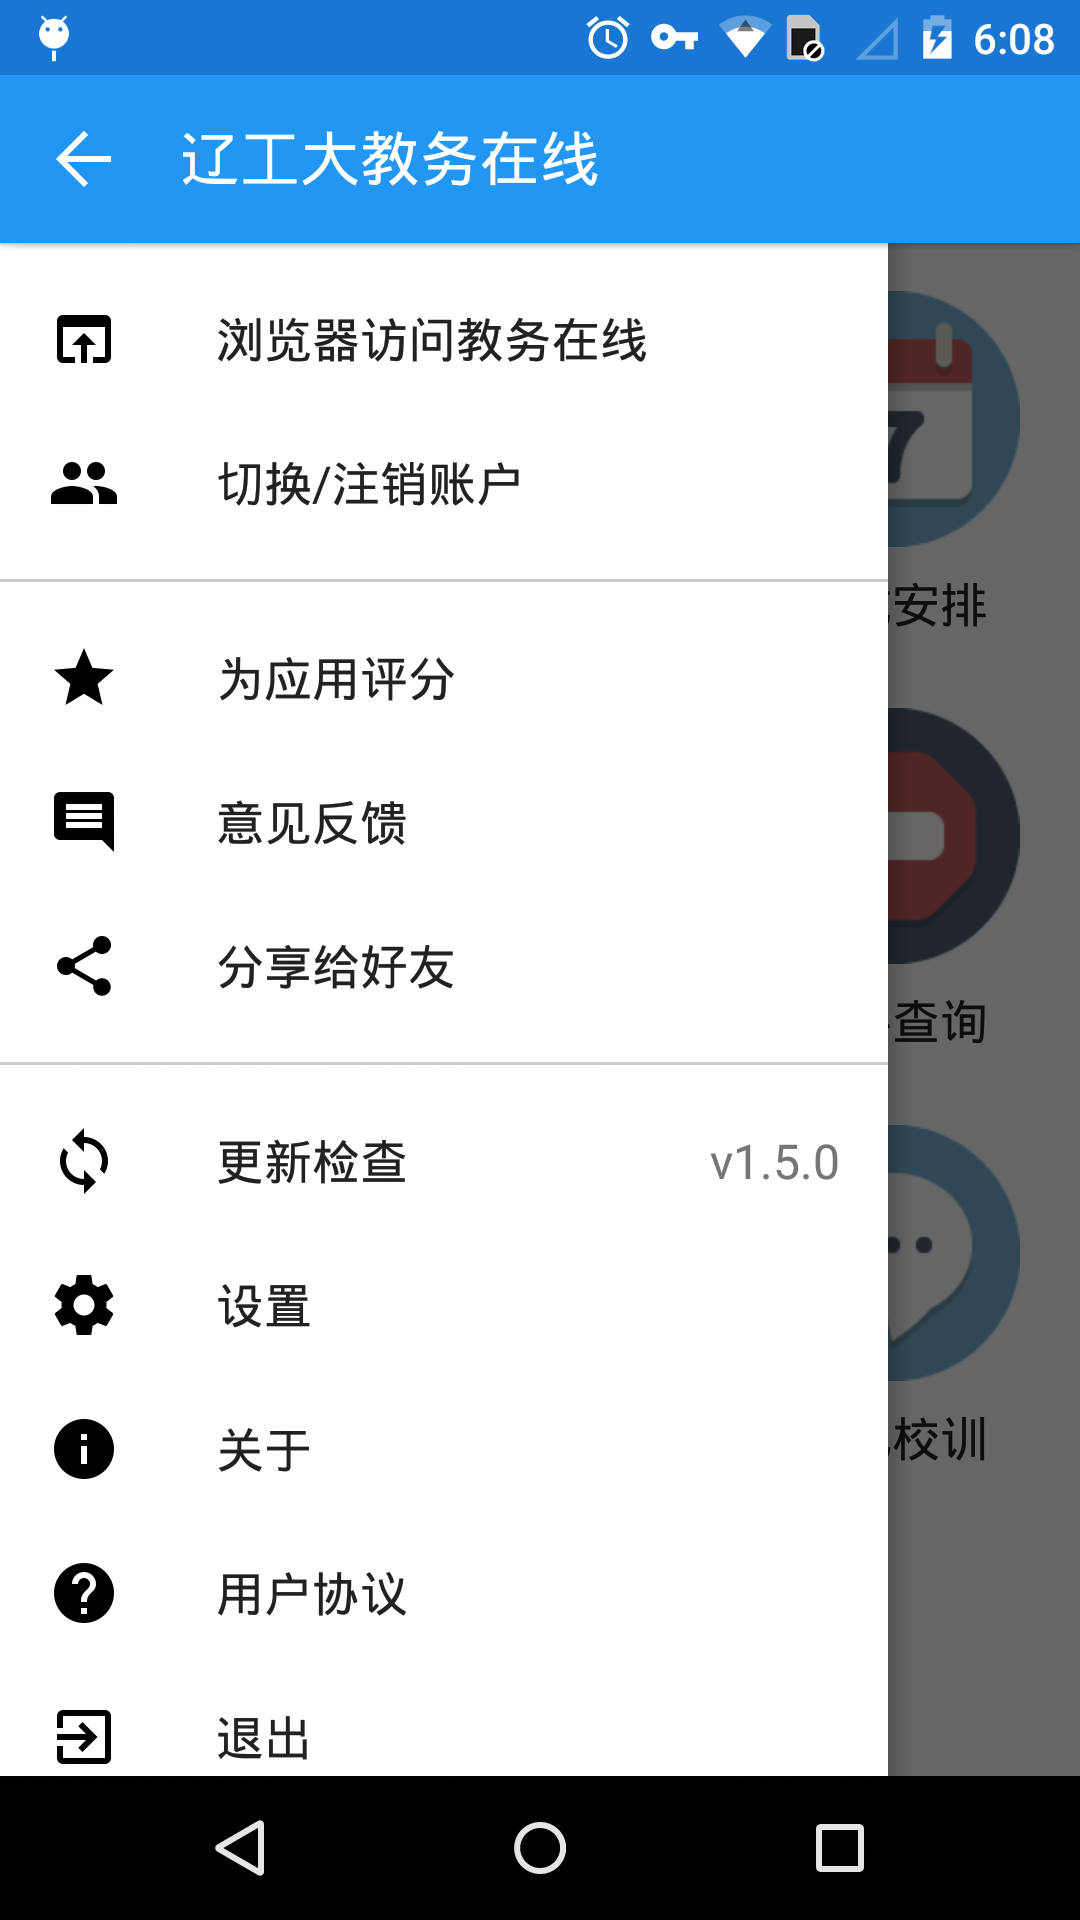 6:08
辽工大教务在线
浏览器访问教务在线
切换/注销账户
安排
为应用评分
7
意见反馈
分享给好友
查询
更新检查 v1.5.0
设置
关于
校训
用户协议
退出